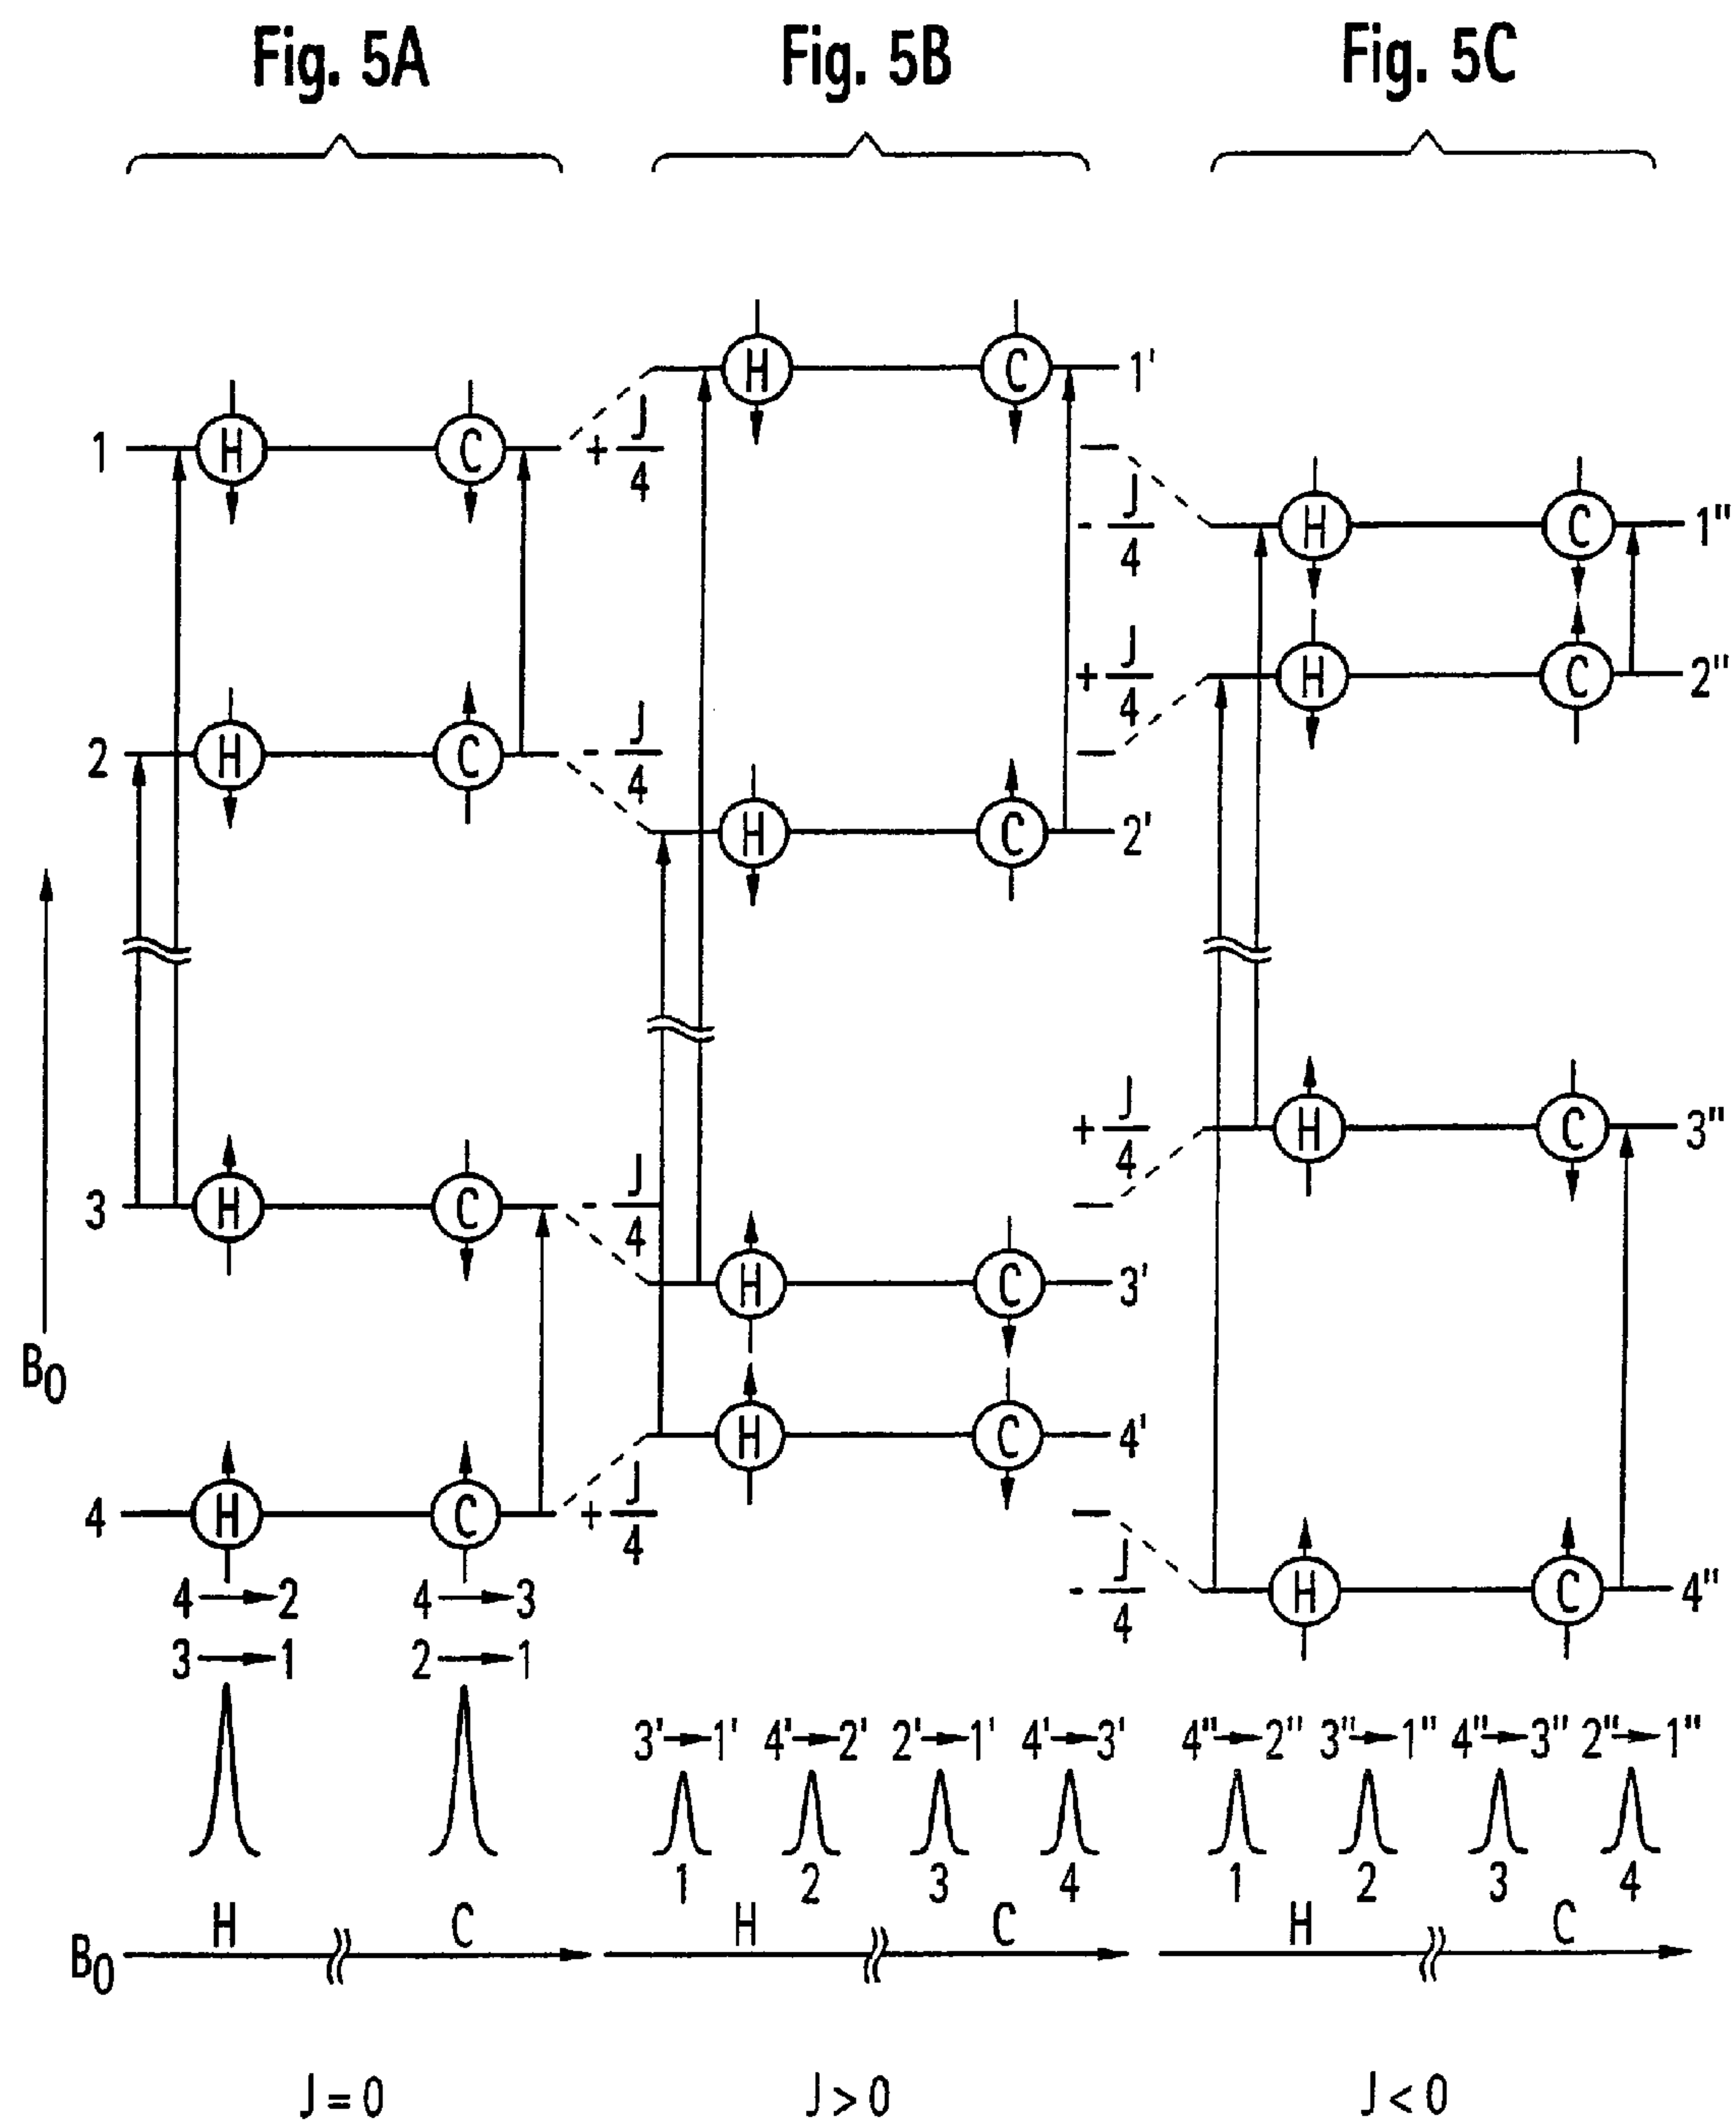 Fig. 5A
Fig. 5B
Fig. 5C
1 H C
+ J/4
- J/4
2 H C
- J/4
+ J/4
3 H C
- J/4
+ J/4
4 H C
+ J/4
- J/4
H C 1'
H C 2'
H C 3'
H C 4'
H C 1"
H C 2"
H C 3"
H C 4"
B0
4→2 4→3
3→1 2→1
3'→1' 4'→2' 2'→1' 4'→3'
4"→2" 3"→1" 4"→3" 2"→1"
1 2 3 4
1 2 3 4
H C
H C
H C
B0
J = 0
J > 0
J < 0